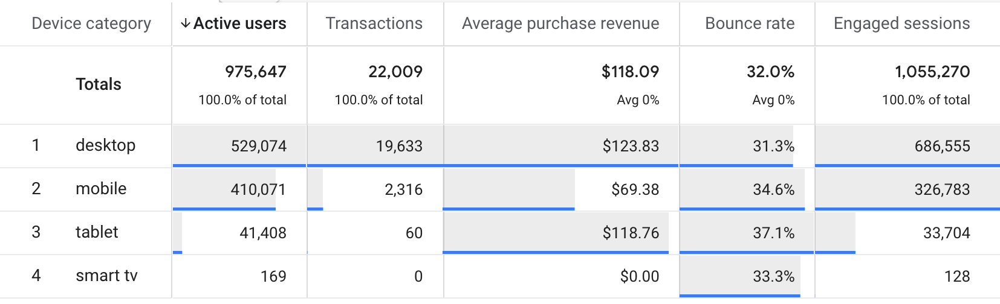 Device category ↓ Active users Transactions Average purchase revenue Bounce rate Engaged sessions
Totals 975,647 22,009 $118.09 32.0% 1,055,270
100.0% of total 100.0% of total Avg 0% Avg 0% 100.0% of total
1 desktop 529,074 19,633 $123.83 31.3% 686,555
2 mobile 410,071 2,316 $69.38 34.6% 326,783
3 tablet 41,408 60 $118.76 37.1% 33,704
4 smart tv 169 0 $0.00 33.3% 128